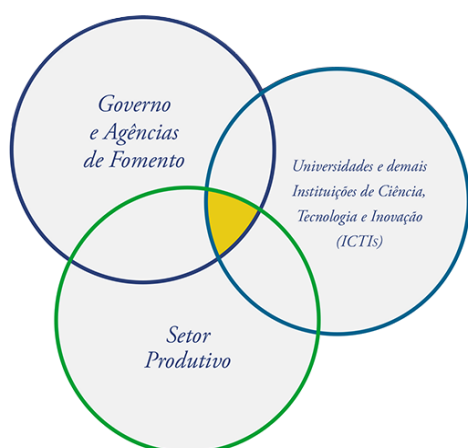 Governo
e Agências
de Fomento
Universidades e demais
Instituições de Ciência,
Tecnologia e Inovação
(ICTIs)
Setor
Produtivo